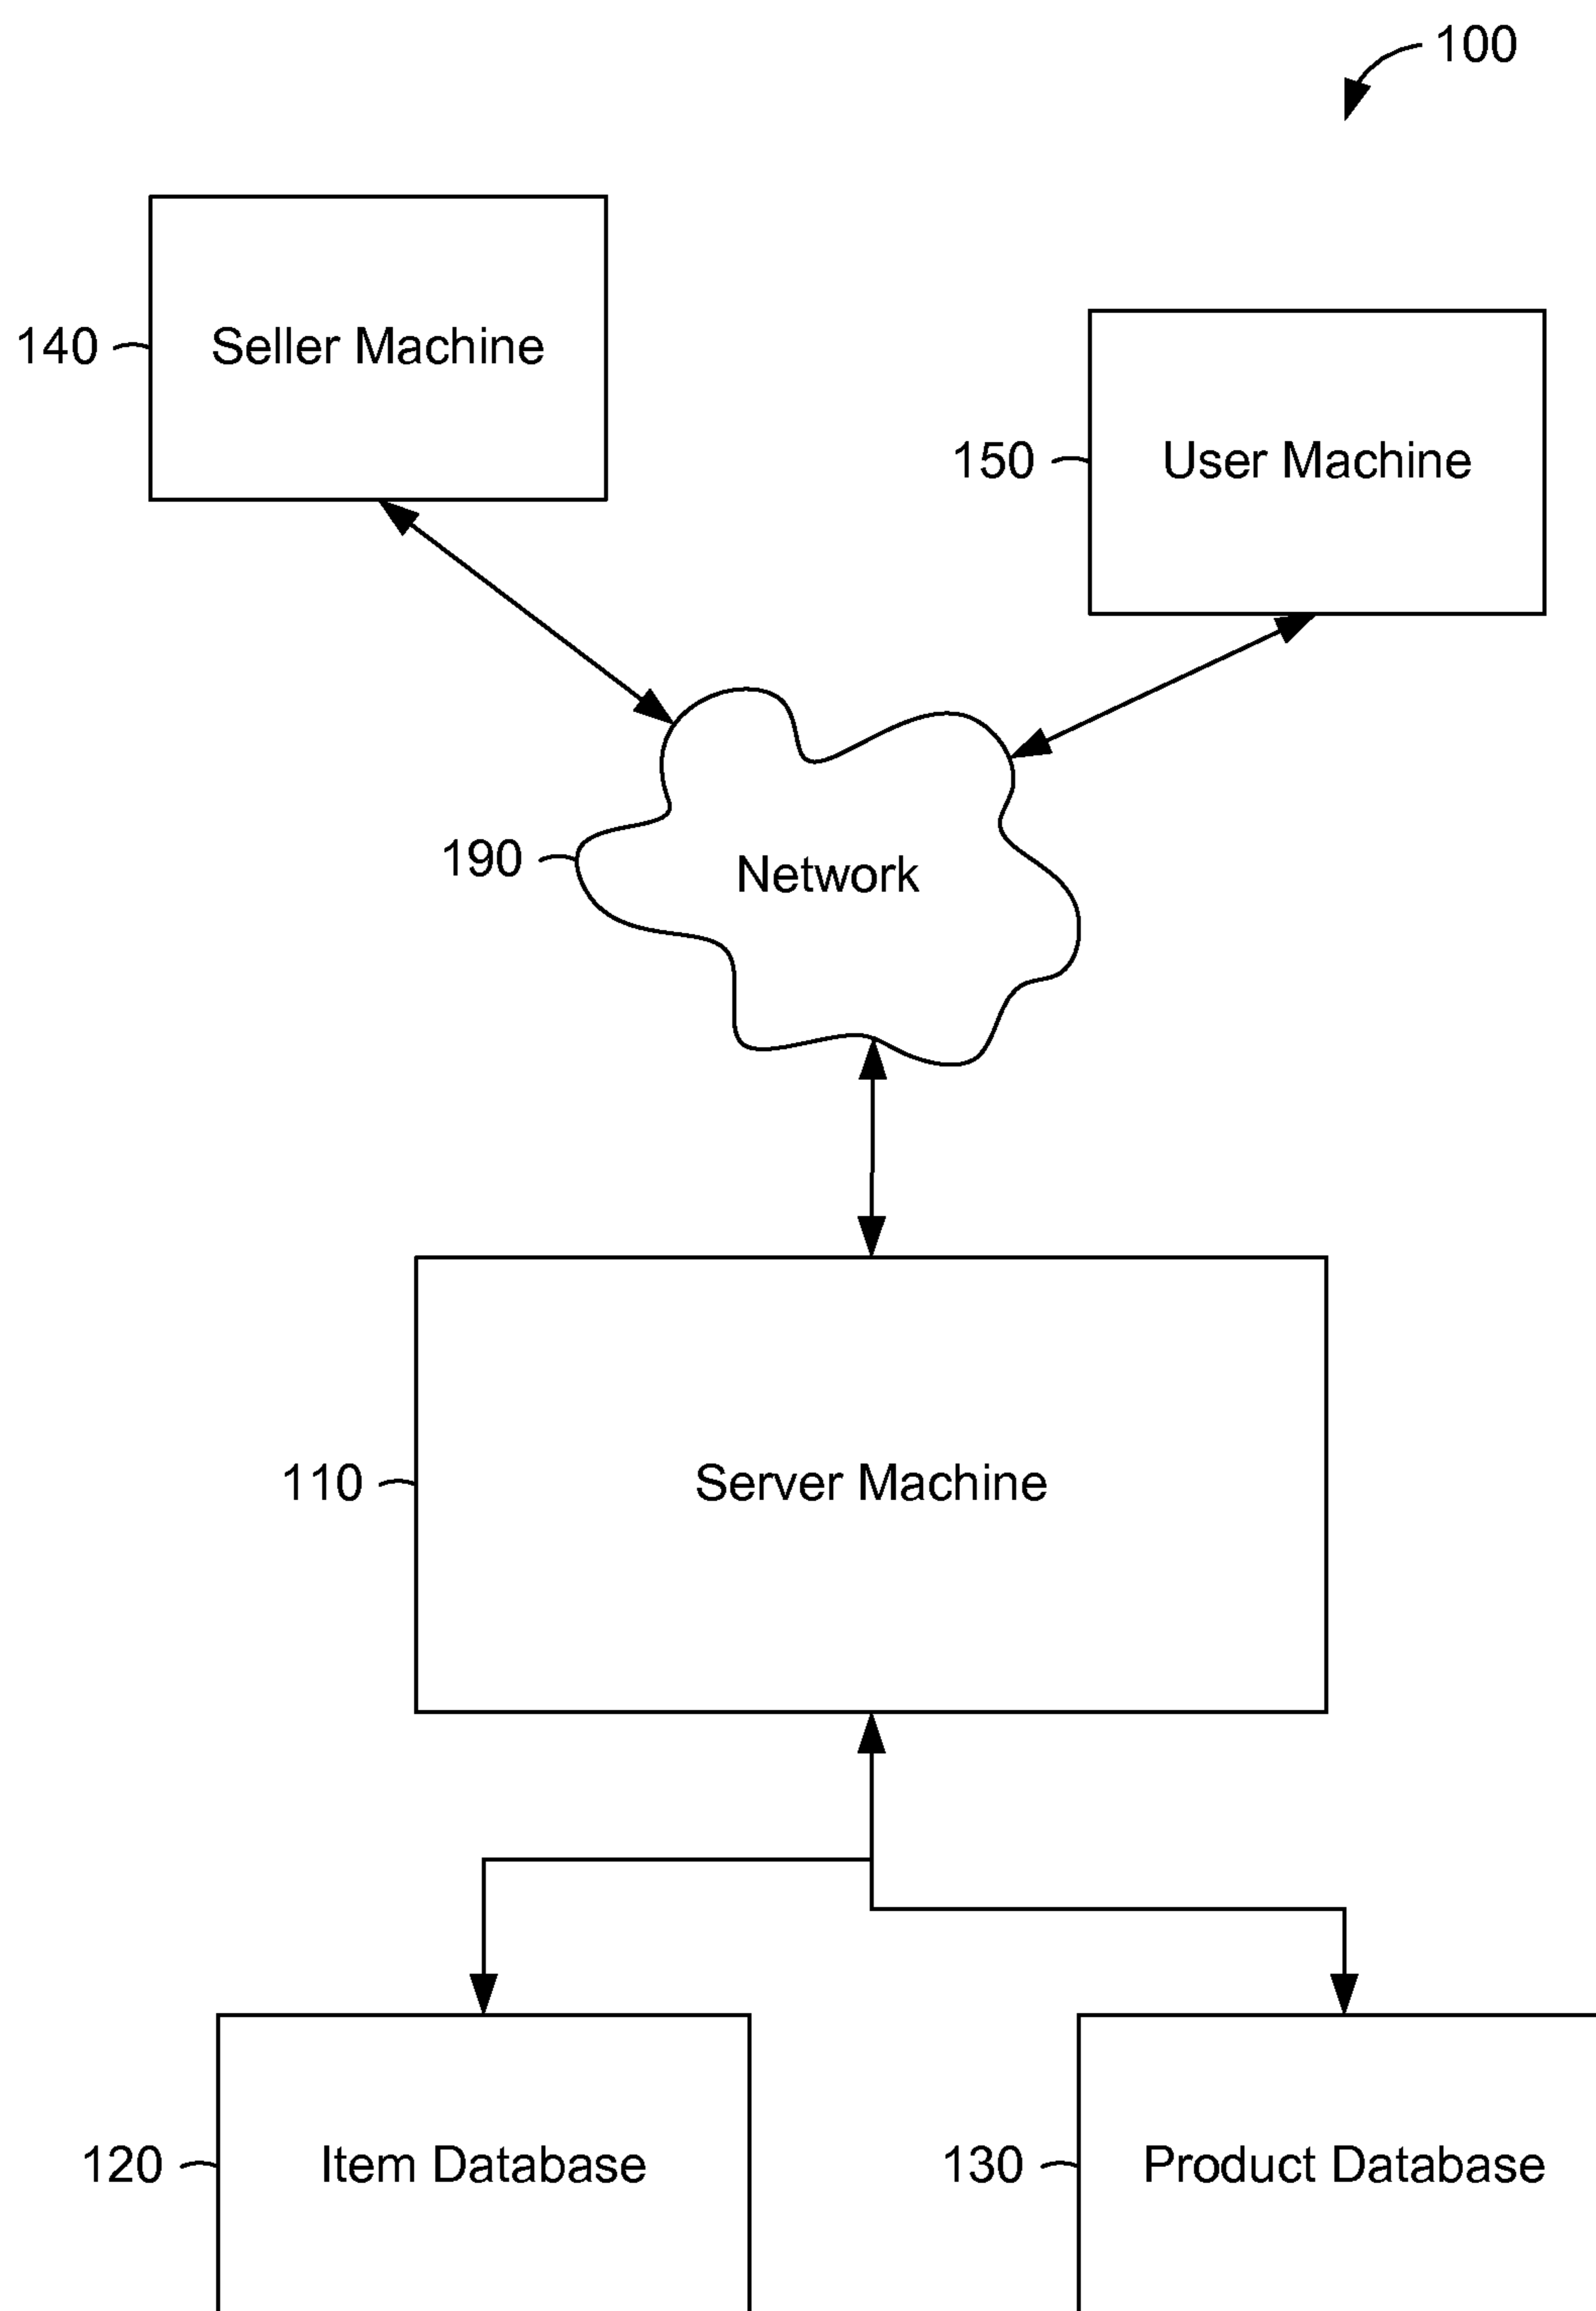 100
140 Seller Machine
150 User Machine
190 Network
110 Server Machine
120 Item Database
130 Product Database